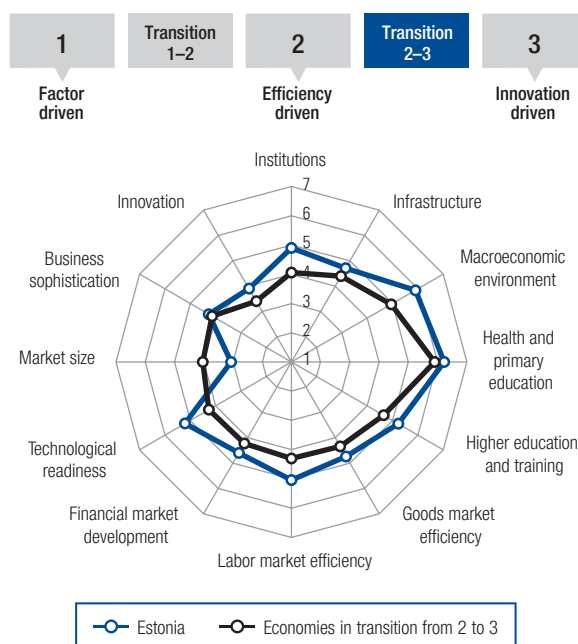 1
Transition
1–2
2
Transition
2–3
3
Factor
driven
Efficiency
driven
Innovation
driven
Institutions
Infrastructure
Macroeconomic
environment
Health and
primary
education
Higher education
and training
Goods market
efficiency
Labor market efficiency
Financial market
development
Technological
readiness
Market size
Business
sophistication
Innovation
7
6
5
4
3
2
1
Estonia
Economies in transition from 2 to 3